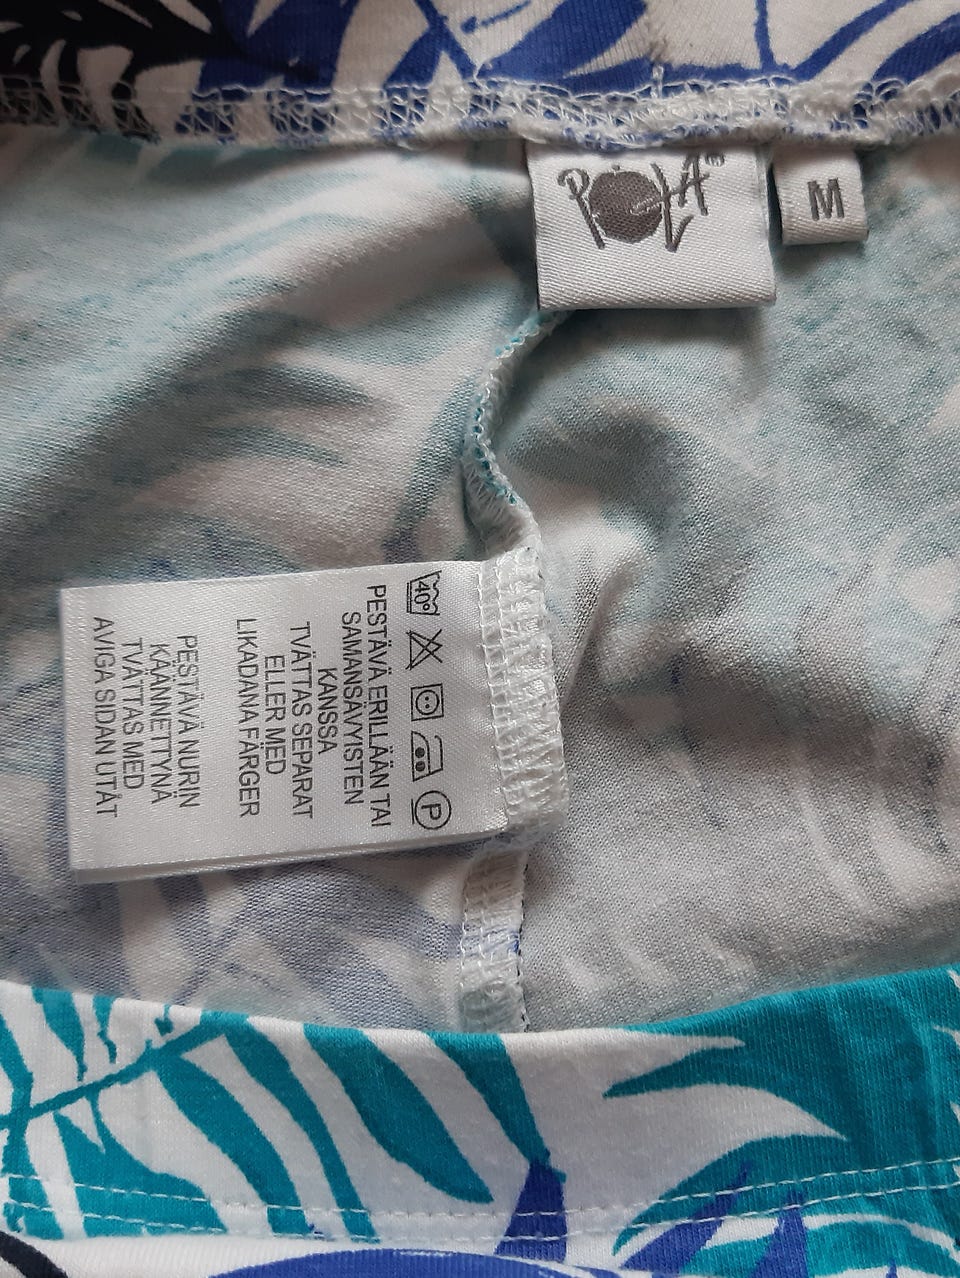 POLA®
M
40°
P
PESTÄVÄ ERILLÄÄN TAI
SAMANSÄVYISTEN
KANSSA
TVÄTTAS SEPARAT
ELLER MED
LIKADANA FÄRGER
PESTÄVÄ NURIN
KÄÄNNETTYNÄ
TVÄTTAS MED
AVIGA SIDAN UTÅT